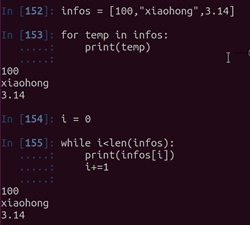 In [152]: infos = [100,"xiaohong",3.14]
In [153]: for temp in infos:
   .....:     print(temp)
   .....:
100
xiaohong
3.14
In [154]: i = 0
In [155]: while i<len(infos):
   .....:     print(infos[i])
   .....:     i+=1
   .....:
100
xiaohong
3.14